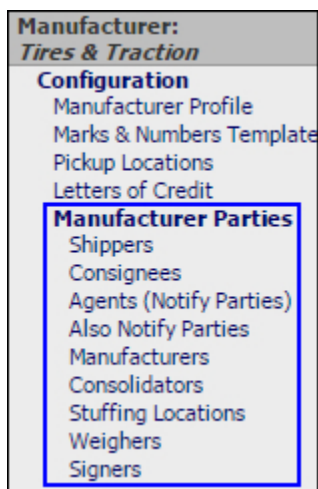 Manufacturer:
Tires & Traction
Configuration
Manufacturer Profile
Marks & Numbers Template
Pickup Locations
Letters of Credit
Manufacturer Parties
Shippers
Consignees
Agents (Notify Parties)
Also Notify Parties
Manufacturers
Consolidators
Stuffing Locations
Weighers
Signers